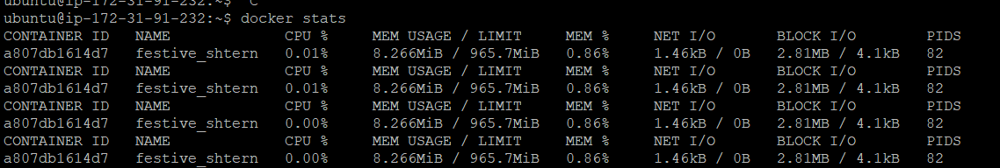 ubuntu@ip-172-31-91-232:~$ ^C
ubuntu@ip-172-31-91-232:~$ docker stats
CONTAINER ID   NAME             CPU %     MEM USAGE / LIMIT     MEM %     NET I/O       BLOCK I/O        PIDS
a807db1614d7   festive_shtern   0.01%     8.266MiB / 965.7MiB   0.86%     1.46kB / 0B   2.81MB / 4.1kB   82
CONTAINER ID   NAME             CPU %     MEM USAGE / LIMIT     MEM %     NET I/O       BLOCK I/O        PIDS
a807db1614d7   festive_shtern   0.01%     8.266MiB / 965.7MiB   0.86%     1.46kB / 0B   2.81MB / 4.1kB   82
CONTAINER ID   NAME             CPU %     MEM USAGE / LIMIT     MEM %     NET I/O       BLOCK I/O        PIDS
a807db1614d7   festive_shtern   0.00%     8.266MiB / 965.7MiB   0.86%     1.46kB / 0B   2.81MB / 4.1kB   82
CONTAINER ID   NAME             CPU %     MEM USAGE / LIMIT     MEM %     NET I/O       BLOCK I/O        PIDS
a807db1614d7   festive_shtern   0.00%     8.266MiB / 965.7MiB   0.86%     1.46kB / 0B   2.81MB / 4.1kB   82